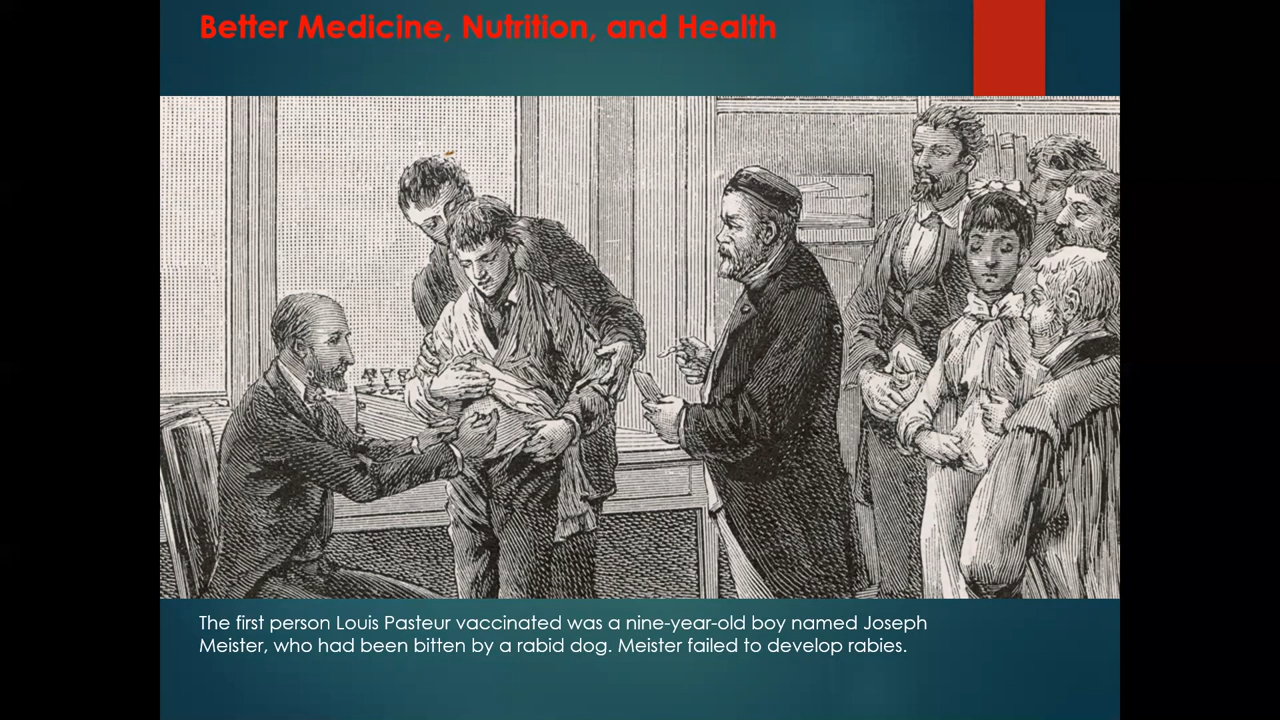 Better Medicine, Nutrition, and Health
The first person Louis Pasteur vaccinated was a nine-year-old boy named Joseph
Meister, who had been bitten by a rabid dog. Meister failed to develop rabies.